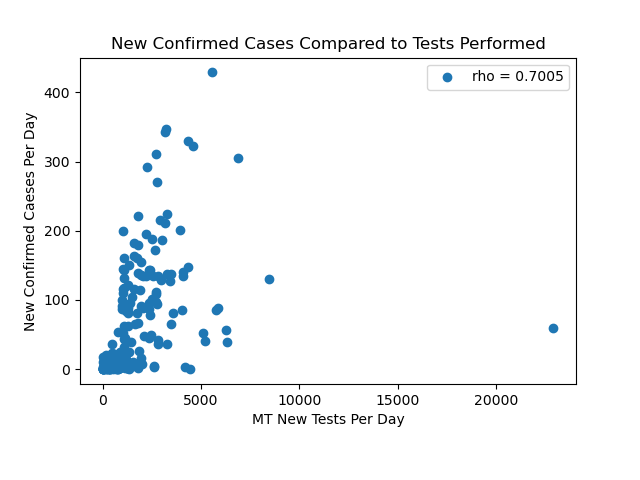 New Confirmed Cases Compared to Tests Performed
rho = 0.7005
New Confirmed Caeses Per Day
400
300
200
100
0
0 5000 10000 15000 20000
MT New Tests Per Day